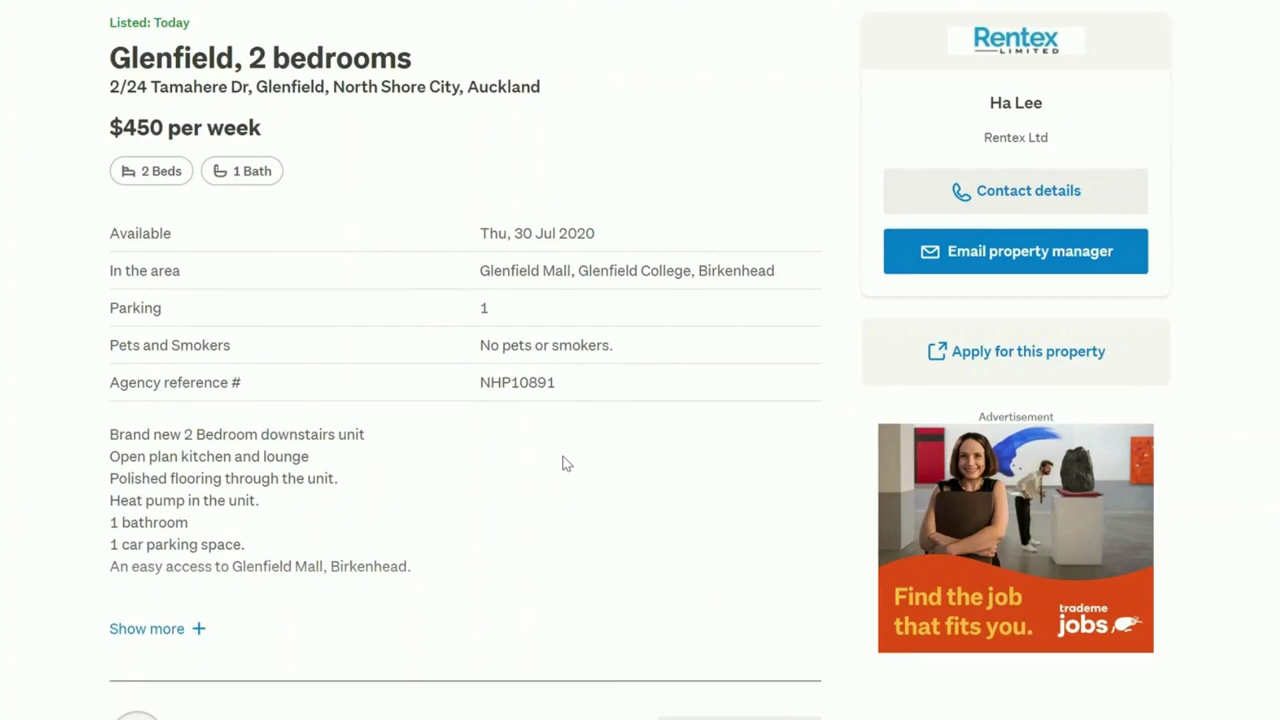 Listed: Today
Glenfield, 2 bedrooms
2/24 Tamahere Dr, Glenfield, North Shore City, Auckland
$450 per week
2 Beds
1 Bath
Available
Thu, 30 Jul 2020
In the area
Glenfield Mall, Glenfield College, Birkenhead
Parking
1
Pets and Smokers
No pets or smokers.
Agency reference #
NHP10891
Brand new 2 Bedroom downstairs unit
Open plan kitchen and lounge
Polished flooring through the unit.
Heat pump in the unit.
1 bathroom
1 car parking space.
An easy access to Glenfield Mall, Birkenhead.
Show more +
Rentex
LIMITED
Ha Lee
Rentex Ltd
Contact details
Email property manager
Apply for this property
Advertisement
Find the job
that fits you.
trademe
jobs